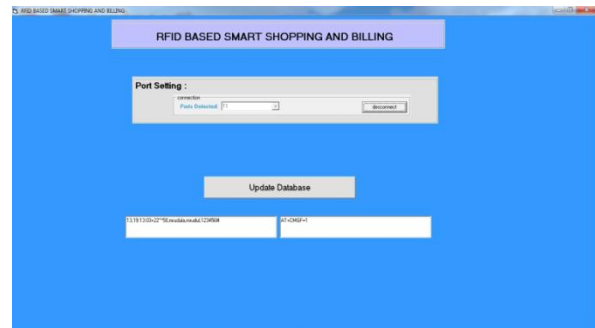 RFID BASED SMART SHOPPING AND BILLING
RFID BASED SMART SHOPPING AND BILLING
Port Setting :
connection
Ports Detected 11
disconnect
Update Database
AT+CMGF=1